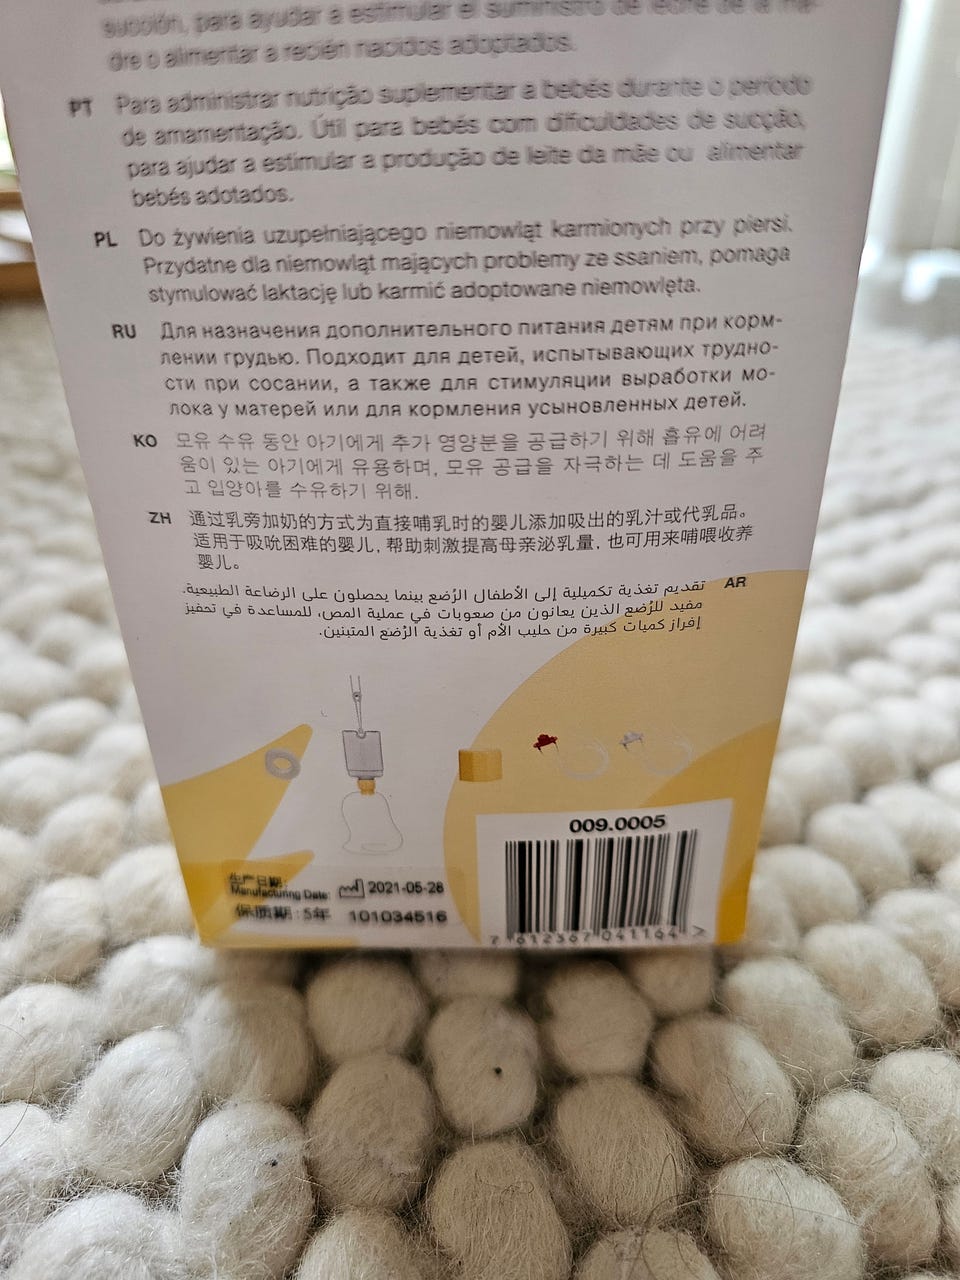 succión, para ayudar a estimular el suministro de leche de la ma-
dre o alimentar a recién nacidos adoptados.
PT Para administrar nutrição suplementar a bebés durante o período
de amamentação. Útil para bebés com dificuldades de sucção,
para ajudar a estimular a produção de leite da mãe ou alimentar
bebés adotados.
PL Do żywienia uzupełniającego niemowląt karmionych przy piersi.
Przydatne dla niemowląt mających problemy ze ssaniem, pomaga
stymulować laktację lub karmić adoptowane niemowlęta.
RU Для назначения дополнительного питания детям при корм-
лении грудью. Подходит для детей, испытывающих трудно-
сти при сосании, а также для стимуляции выработки мо-
лока у матерей или для кормления усыновленных детей.
KO 모유 수유 동안 아기에게 추가 영양분을 공급하기 위해 흡유에 어려
움이 있는 아기에게 유용하며, 모유 공급을 자극하는 데 도움을 주
고 입양아를 수유하기 위해.
ZH 通过乳旁加奶的方式为直接哺乳时的婴儿添加吸出的乳汁或代乳品。
适用于吸吮困难的婴儿, 帮助刺激提高母亲泌乳量, 也可用来哺喂收养
婴儿。
AR تقديم تغذية تكميلية إلى الأطفال الرُضع بينما يحصلون على الرضاعة الطبيعية.
مفيد للرُضع الذين يعانون من صعوبات في عملية المص، للمساعدة في تحفيز
إفراز كميات كبيرة من حليب الأم أو تغذية الرُضع المتبنين.
009.0005
生产日期:
Manufacturing Date: 2021-05-28
保质期: 5年 101034516
7 612367 041164 >